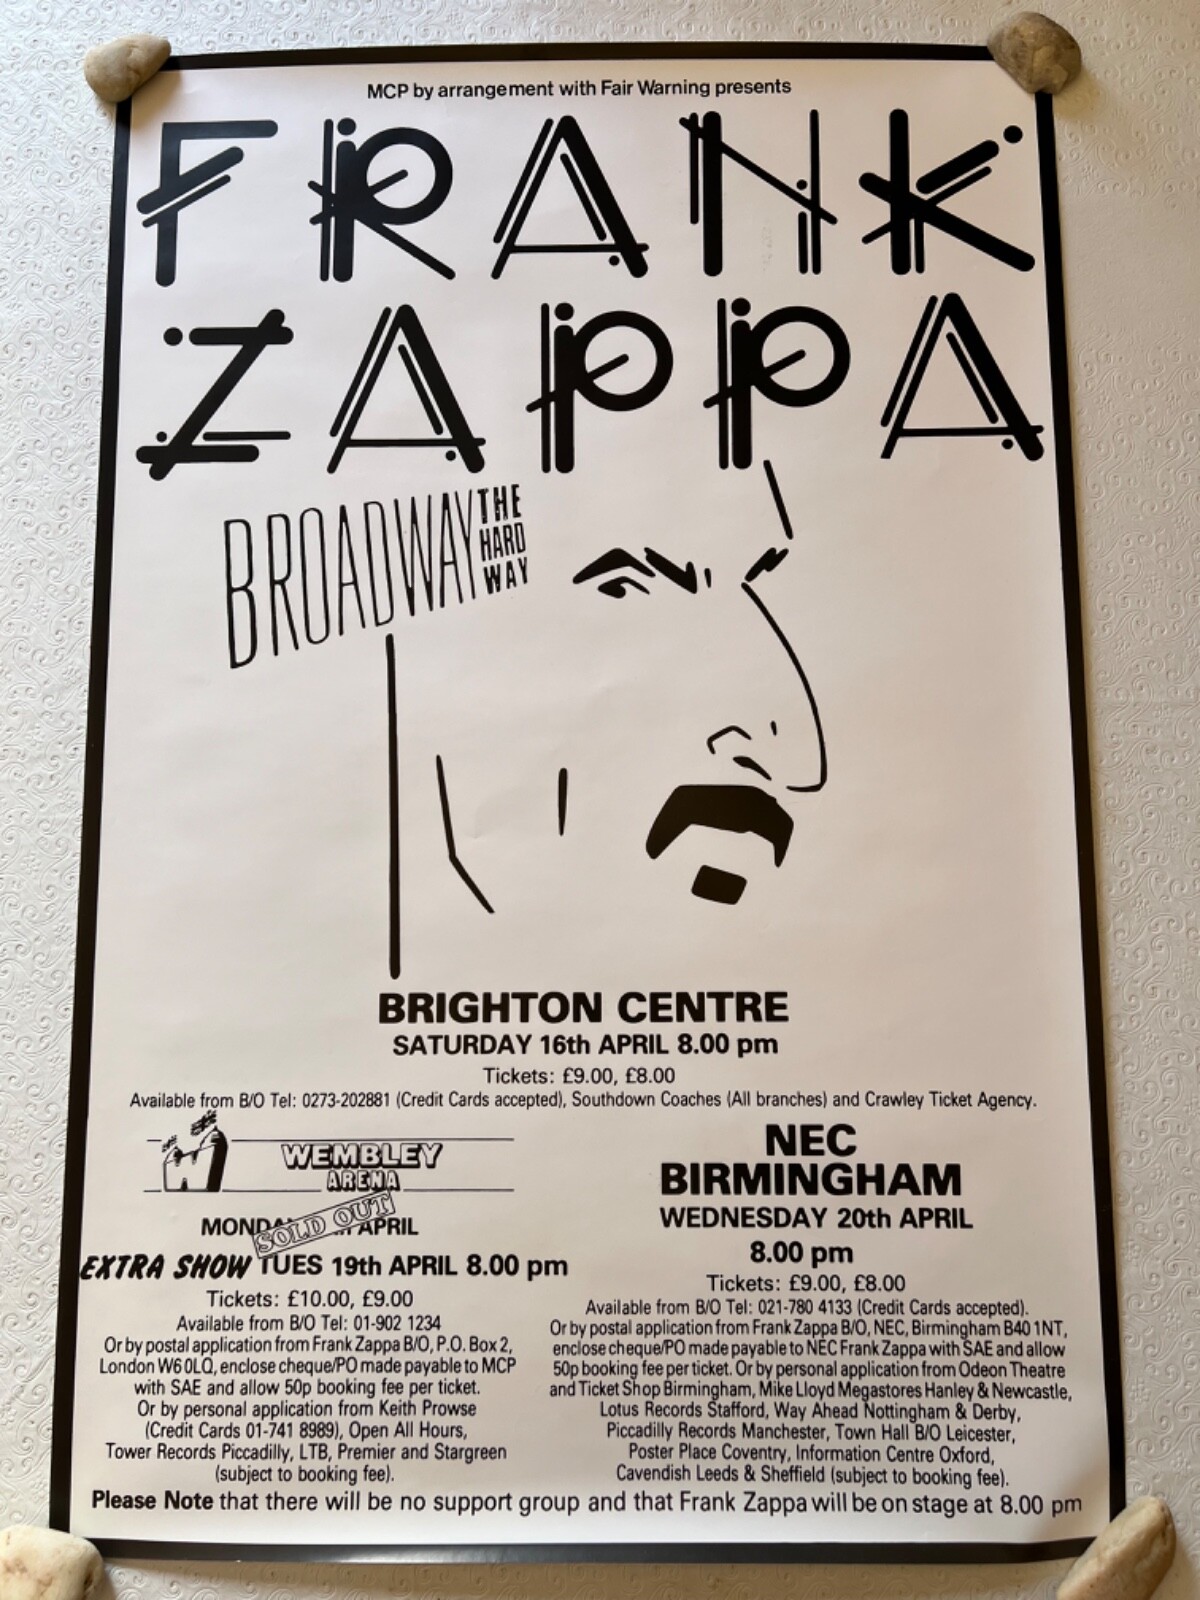 MCP by arrangement with Fair Warning presents
FRANK
ZAPPA
BROADWAY THE HARD WAY
BRIGHTON CENTRE
SATURDAY 16th APRIL 8.00 pm
Tickets: £9.00, £8.00
Available from B/O Tel: 0273-202881 (Credit Cards accepted), Southdown Coaches (All branches) and Crawley Ticket Agency.
WEMBLEY
ARENA
APRIL
SOLD OUT
EXTRA SHOW TUES 19th APRIL 8.00 pm
Tickets: £10.00, £9.00
Available from B/O Tel: 01-902 1234
Or by postal application from Frank Zappa B/O, P.O. Box 2,
London W6 0LQ, enclose cheque/PO made payable to MCP
with SAE and allow 50p booking fee per ticket.
Or by personal application from Keith Prowse
(Credit Cards 01-741 8989), Open All Hours,
Tower Records Piccadilly, LTB, Premier and Stargreen
(subject to booking fee).
NEC
BIRMINGHAM
WEDNESDAY 20th APRIL
8.00 pm
Tickets: £9.00, £8.00
Available from B/O Tel: 021-780 4133 (Credit Cards accepted).
Or by postal application from Frank Zappa B/O, NEC, Birmingham B40 1NT,
enclose cheque/PO made payable to NEC Frank Zappa with SAE and allow
50p booking fee per ticket. Or by personal application from Odeon Theatre
and Ticket Shop Birmingham, Mike Lloyd Megastores Hanley & Newcastle,
Lotus Records Stafford, Way Ahead Nottingham & Derby,
Piccadilly Records Manchester, Town Hall B/O Leicester,
Poster Place Coventry, Information Centre Oxford,
Cavendish Leeds & Sheffield (subject to booking fee).
Please Note that there will be no support group and that Frank Zappa will be on stage at 8.00 pm